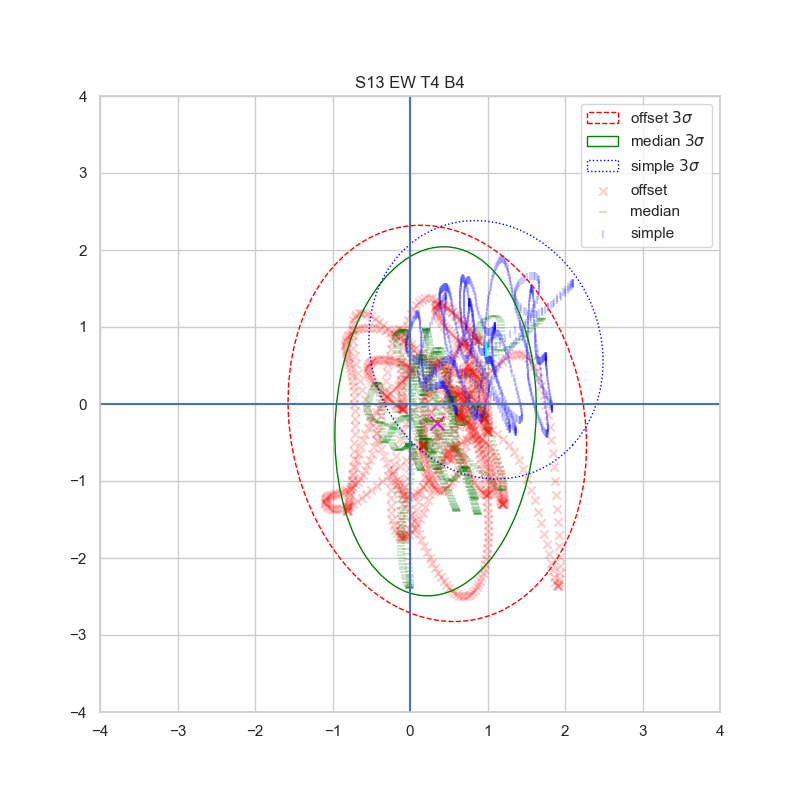 S13 EW T4 B4
4
3
2
1
0
−1
−2
−3
−4
−4 −3 −2 −1 0 1 2 3 4
offset 3σ
median 3σ
simple 3σ
offset
median
simple